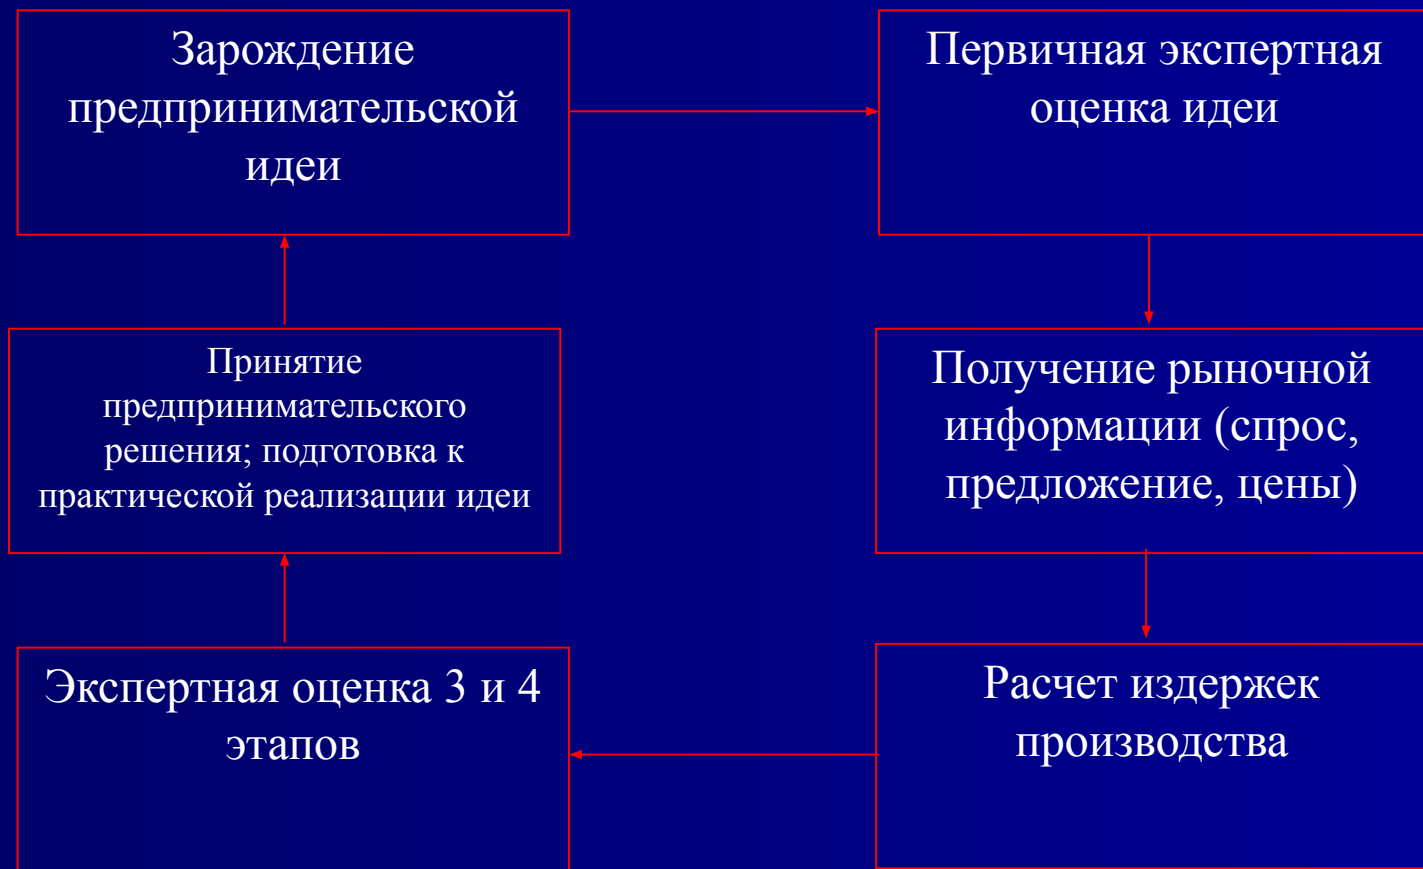 Зарождение
предпринимательской
идеи
Первичная экспертная
оценка идеи
Принятие
предпринимательского
решения; подготовка к
практической реализации идеи
Получение рыночной
информации (спрос,
предложение, цены)
Экспертная оценка 3 и 4
этапов
Расчет издержек
производства